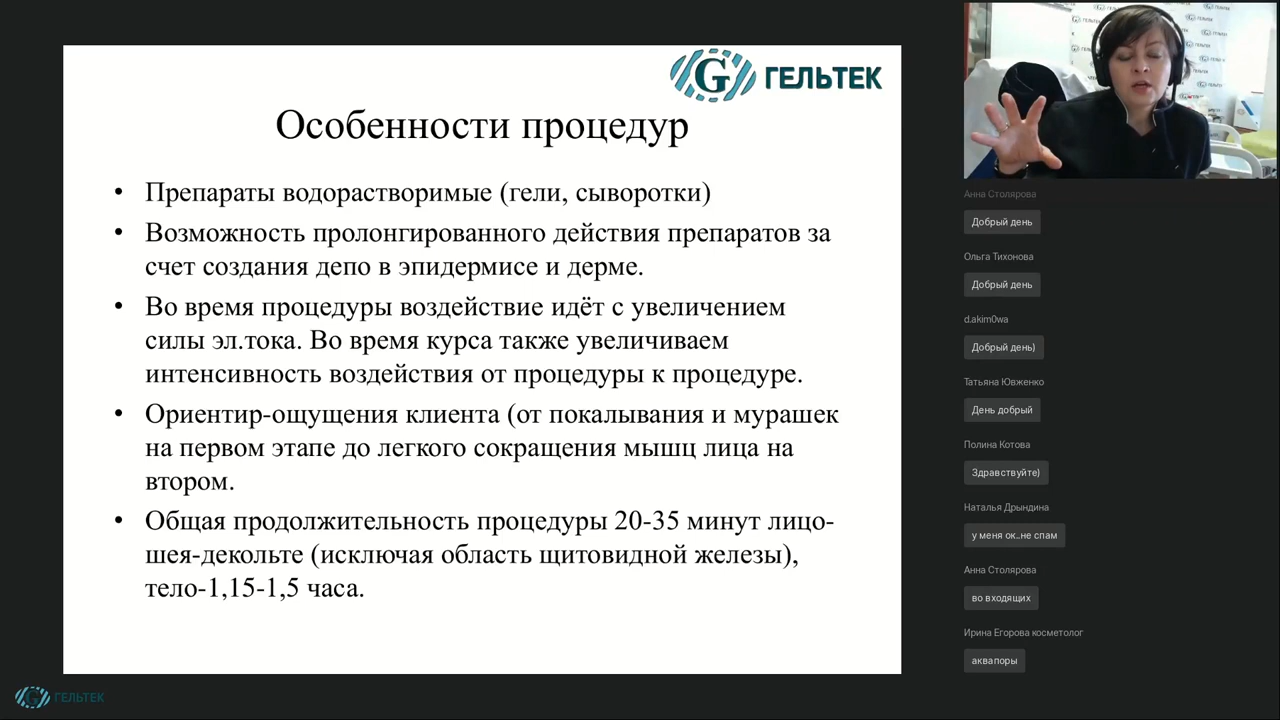 ГЕЛЬТЕК
Особенности процедур
• Препараты водорастворимые (гели, сыворотки)
• Возможность пролонгированного действия препаратов за
счет создания депо в эпидермисе и дерме.
• Во время процедуры воздействие идёт с увеличением
силы эл.тока. Во время курса также увеличиваем
интенсивность воздействия от процедуры к процедуре.
• Ориентир-ощущения клиента (от покалывания и мурашек
на первом этапе до легкого сокращения мышц лица на
втором.
• Общая продолжительность процедуры 20-35 минут лицо-
шея-декольте (исключая область щитовидной железы),
тело-1,15-1,5 часа.
Анна Столярова
Добрый день
Ольга Тихонова
Добрый день
d.akim0wa
Добрый день)
Татьяна Ювженко
День добрый
Полина Котова
Здравствуйте)
Наталья Дрындина
у меня ок..не спам
Анна Столярова
во входящих
Ирина Егорова косметолог
аквапоры
ГЕЛЬТЕК